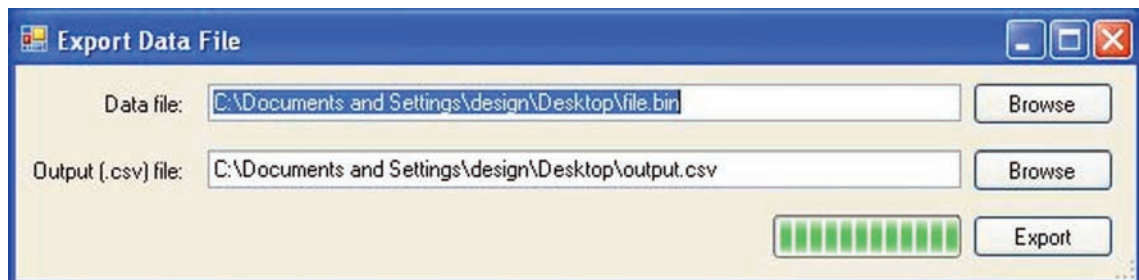 Export Data File
Data file: C:\Documents and Settings\design\Desktop\file.bin Browse
Output (.csv) file: C:\Documents and Settings\design\Desktop\output.csv Browse
Export